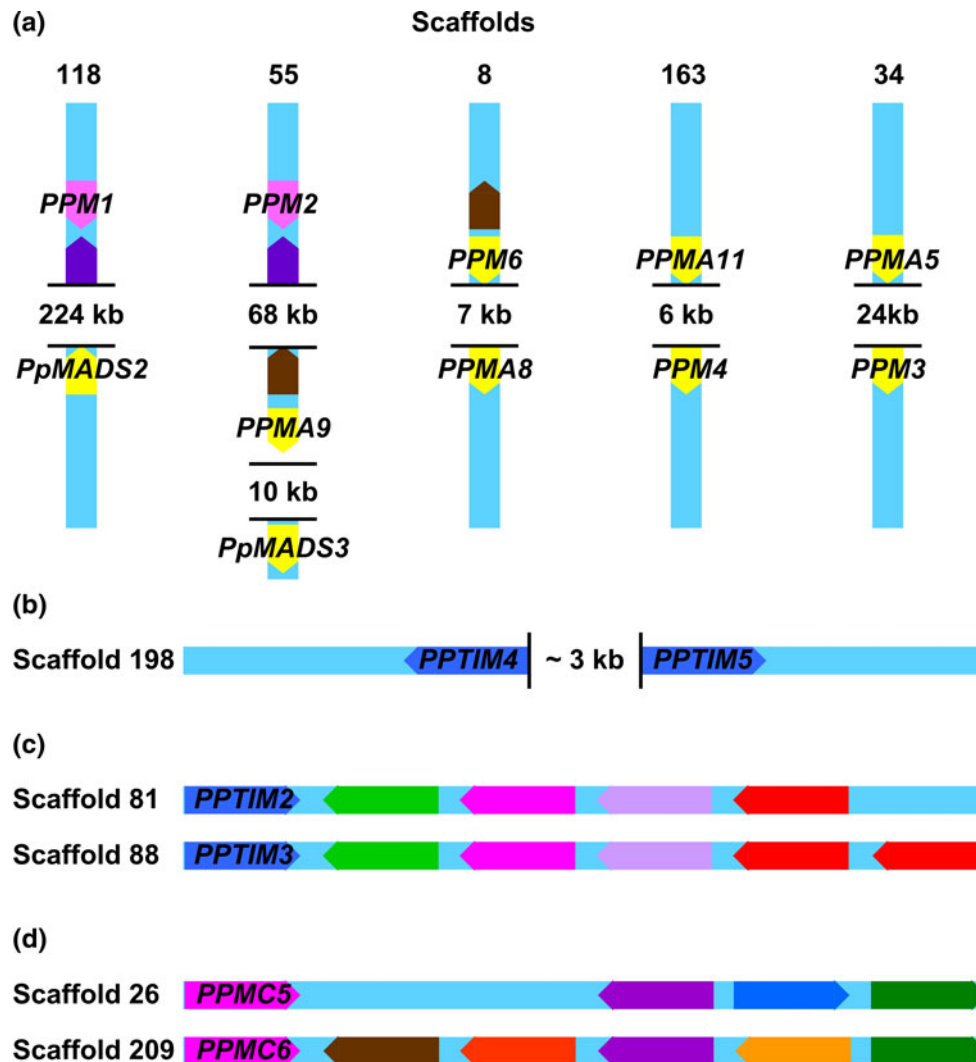 (a)
Scaffolds
118 55 8 163 34
PPM1 PPM2
PPM6 PPMA11 PPMA5
224 kb 68 kb 7 kb 6 kb 24kb
PpMADS2 PPMA8 PPM4 PPM3
PPMA9
10 kb
PpMADS3
(b)
Scaffold 198 PPTIM4 ~ 3 kb PPTIM5
(c)
Scaffold 81 PPTIM2
Scaffold 88 PPTIM3
(d)
Scaffold 26 PPMC5
Scaffold 209 PPMC6